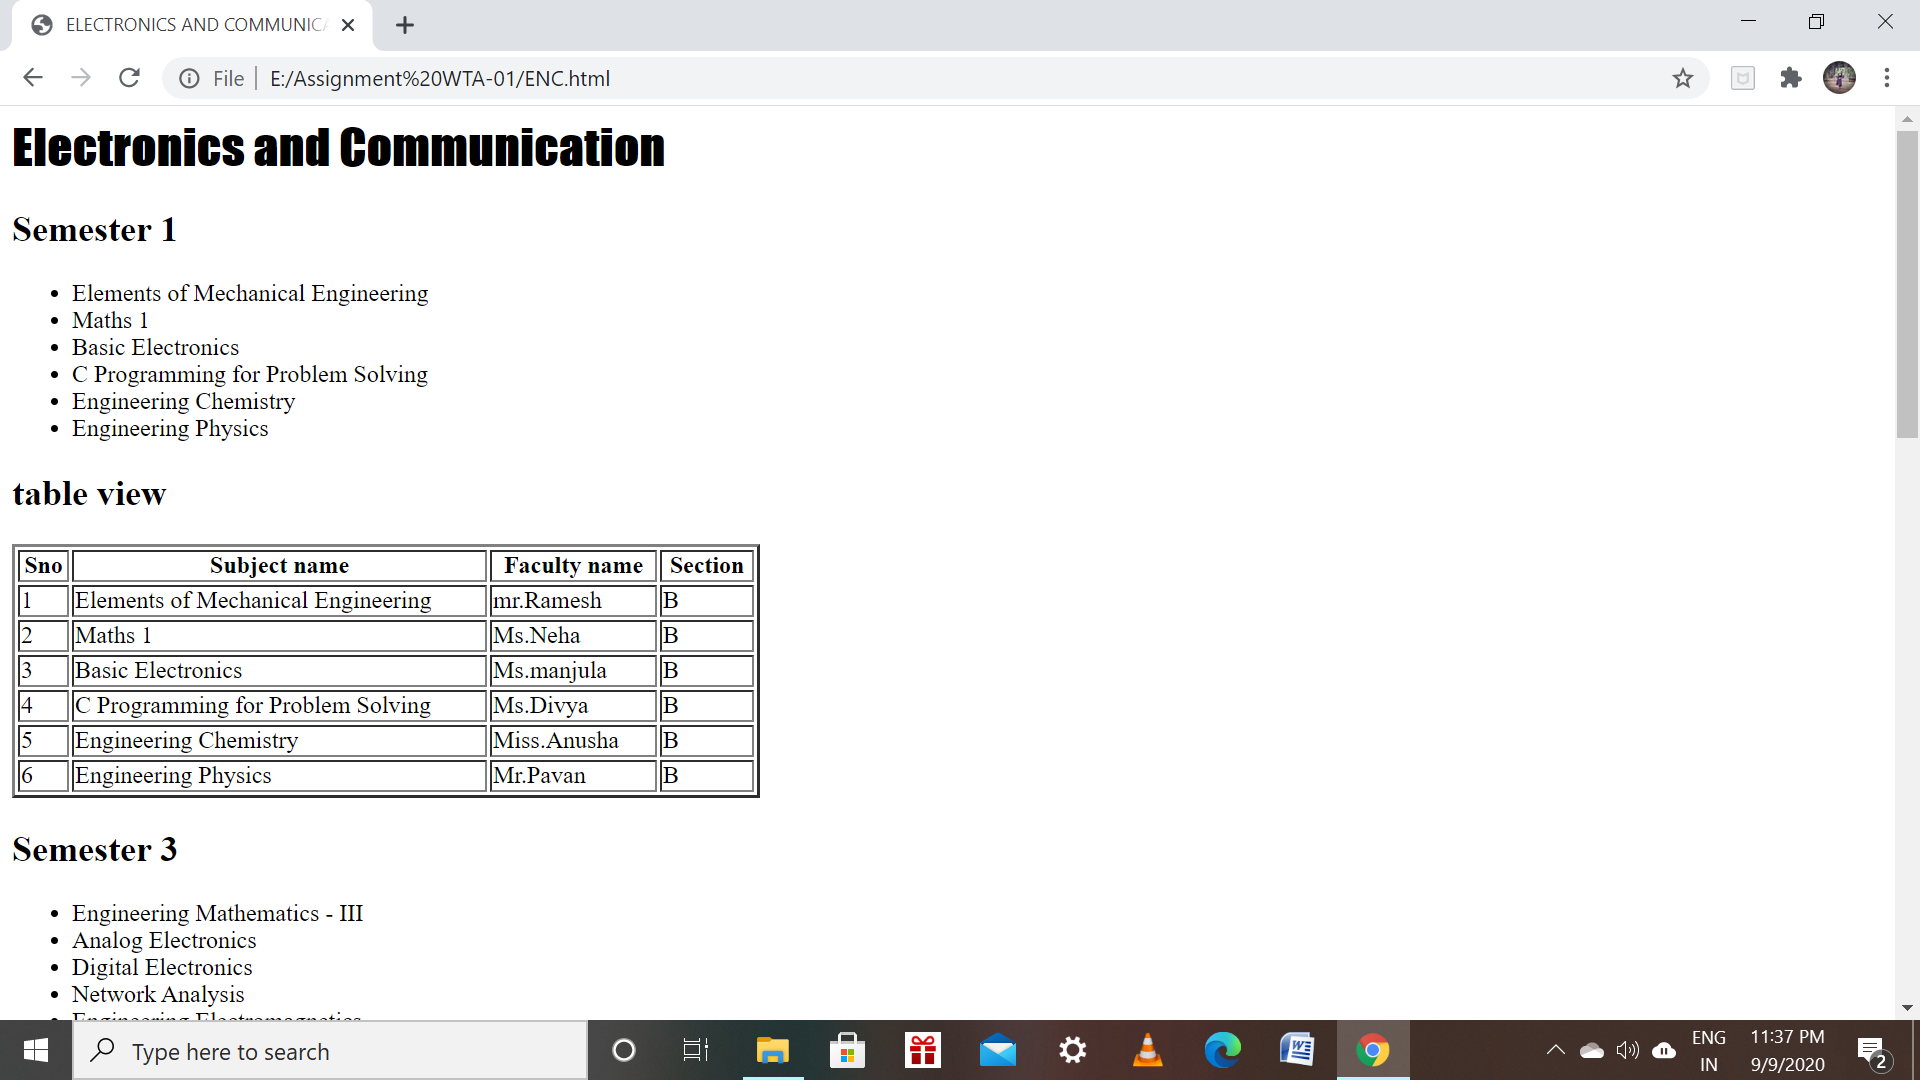 ELECTRONICS AND COMMUNICA
File E:/Assignment%20WTA-01/ENC.html
Electronics and Communication
Semester 1
Elements of Mechanical Engineering
Maths 1
Basic Electronics
C Programming for Problem Solving
Engineering Chemistry
Engineering Physics
table view
Sno Subject name Faculty name Section
1 Elements of Mechanical Engineering mr.Ramesh B
2 Maths 1 Ms.Neha B
3 Basic Electronics Ms.manjula B
4 C Programming for Problem Solving Ms.Divya B
5 Engineering Chemistry Miss.Anusha B
6 Engineering Physics Mr.Pavan B
Semester 3
Engineering Mathematics - III
Analog Electronics
Digital Electronics
Network Analysis
Engineering Electromagnetics
Type here to search
ENG 11:37 PM
IN 9/9/2020 2